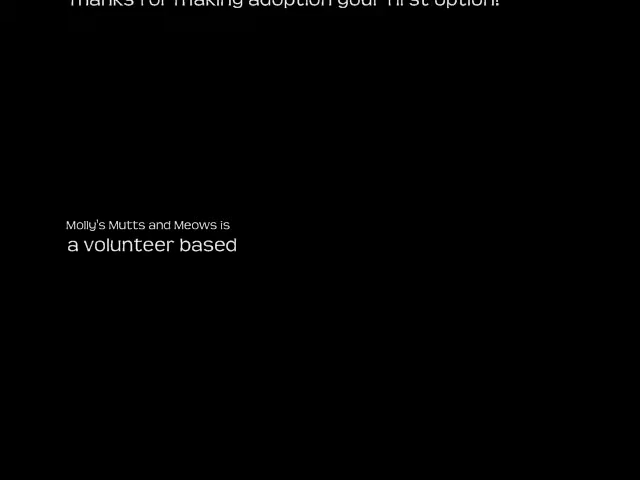 Thanks for making adoption your first option!
Molly's Mutts and Meows is
a volunteer based